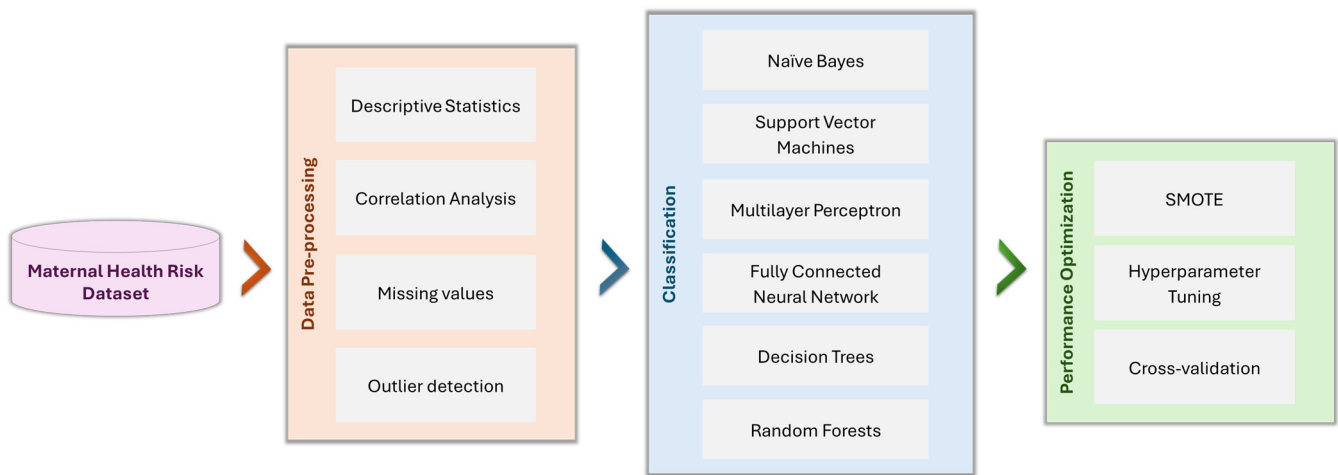 Maternal Health Risk
Dataset
Data Pre-processing
Descriptive Statistics
Correlation Analysis
Missing values
Outlier detection
Classification
Naïve Bayes
Support Vector
Machines
Multilayer Perceptron
Fully Connected
Neural Network
Decision Trees
Random Forests
Performance Optimization
SMOTE
Hyperparameter
Tuning
Cross-validation